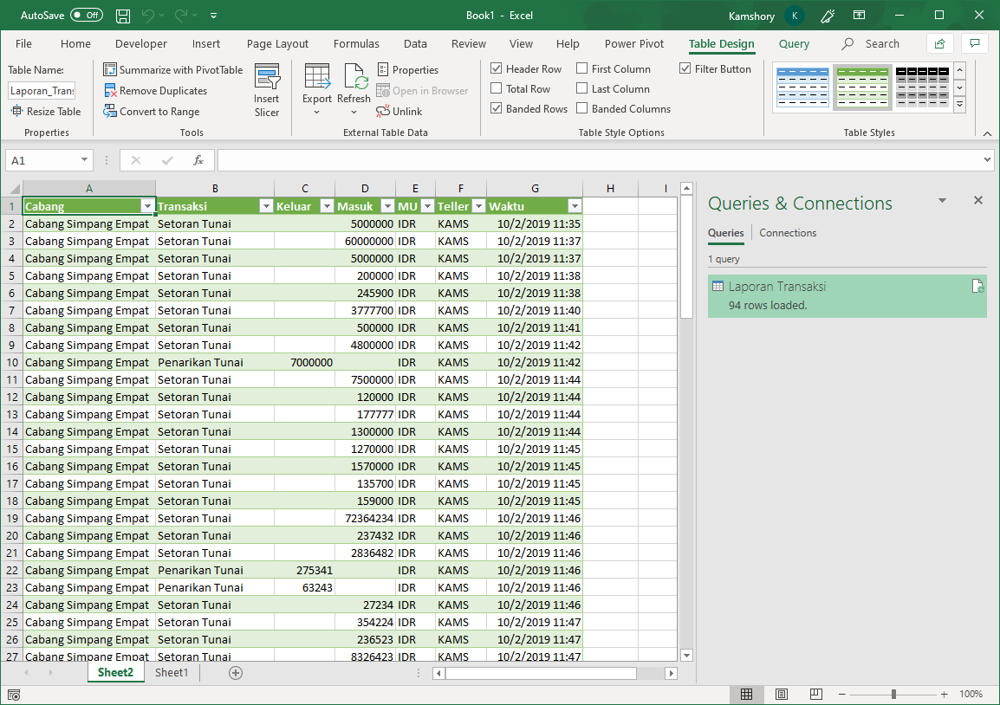 AutoSave Off Book1 - Excel Kamshory K
File Home Developer Insert Page Layout Formulas Data Review View Help Power Pivot Table Design Query Search
Table Name:
Laporan_Trans
Resize Table
Properties
Summarize with PivotTable
Remove Duplicates
Convert to Range
Insert
Slicer
Tools
Export
Refresh
Properties
Open in Browser
Unlink
External Table Data
Header Row First Column Filter Button
Total Row Last Column
Banded Rows Banded Columns
Table Style Options
Table Styles
A1 fx
A B C D E F G H I
1 Cabang Transaksi Keluar Masuk MU Teller Waktu
2 Cabang Simpang Empat Setoran Tunai 5000000 IDR KAMS 10/2/2019 11:35
3 Cabang Simpang Empat Setoran Tunai 60000000 IDR KAMS 10/2/2019 11:37
4 Cabang Simpang Empat Setoran Tunai 5000000 IDR KAMS 10/2/2019 11:37
5 Cabang Simpang Empat Setoran Tunai 200000 IDR KAMS 10/2/2019 11:38
6 Cabang Simpang Empat Setoran Tunai 245900 IDR KAMS 10/2/2019 11:38
7 Cabang Simpang Empat Setoran Tunai 3777700 IDR KAMS 10/2/2019 11:40
8 Cabang Simpang Empat Setoran Tunai 500000 IDR KAMS 10/2/2019 11:41
9 Cabang Simpang Empat Setoran Tunai 4800000 IDR KAMS 10/2/2019 11:42
10 Cabang Simpang Empat Penarikan Tunai 7000000 IDR KAMS 10/2/2019 11:42
11 Cabang Simpang Empat Setoran Tunai 7500000 IDR KAMS 10/2/2019 11:44
12 Cabang Simpang Empat Setoran Tunai 120000 IDR KAMS 10/2/2019 11:44
13 Cabang Simpang Empat Setoran Tunai 177777 IDR KAMS 10/2/2019 11:44
14 Cabang Simpang Empat Setoran Tunai 1300000 IDR KAMS 10/2/2019 11:44
15 Cabang Simpang Empat Setoran Tunai 1270000 IDR KAMS 10/2/2019 11:45
16 Cabang Simpang Empat Setoran Tunai 1570000 IDR KAMS 10/2/2019 11:45
17 Cabang Simpang Empat Setoran Tunai 135700 IDR KAMS 10/2/2019 11:45
18 Cabang Simpang Empat Setoran Tunai 159000 IDR KAMS 10/2/2019 11:45
19 Cabang Simpang Empat Setoran Tunai 72364234 IDR KAMS 10/2/2019 11:46
20 Cabang Simpang Empat Setoran Tunai 237432 IDR KAMS 10/2/2019 11:46
21 Cabang Simpang Empat Setoran Tunai 2836482 IDR KAMS 10/2/2019 11:46
22 Cabang Simpang Empat Penarikan Tunai 275341 IDR KAMS 10/2/2019 11:46
23 Cabang Simpang Empat Penarikan Tunai 63243 IDR KAMS 10/2/2019 11:46
24 Cabang Simpang Empat Setoran Tunai 27234 IDR KAMS 10/2/2019 11:46
25 Cabang Simpang Empat Setoran Tunai 354224 IDR KAMS 10/2/2019 11:47
26 Cabang Simpang Empat Setoran Tunai 236523 IDR KAMS 10/2/2019 11:47
27 Cabang Simpang Empat Setoran Tunai 8326423 IDR KAMS 10/2/2019 11:47
Queries & Connections
Queries Connections
1 query
Laporan Transaksi
94 rows loaded.
Sheet2 Sheet1
100%